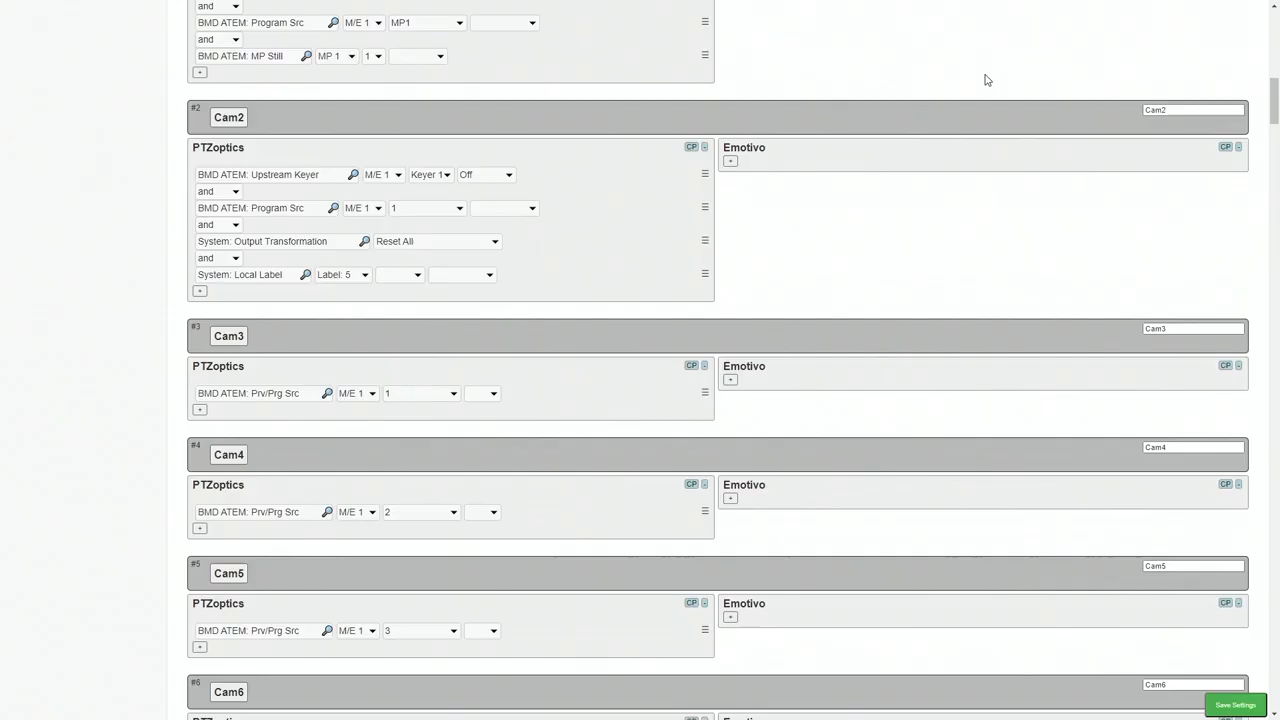 and
BMD ATEM: Program Src M/E 1 MP1
and
BMD ATEM: MP Still MP 1 1
+
#2 Cam2 Cam2
PTZoptics CP - Emotivo CP -
+
BMD ATEM: Upstream Keyer M/E 1 Keyer 1 Off
and
BMD ATEM: Program Src M/E 1 1
and
System: Output Transformation Reset All
and
System: Local Label Label: 5
+
#3 Cam3 Cam3
PTZoptics CP - Emotivo CP -
+
BMD ATEM: Prv/Prg Src M/E 1 1
+
#4 Cam4 Cam4
PTZoptics CP - Emotivo CP -
+
BMD ATEM: Prv/Prg Src M/E 1 2
+
#5 Cam5 Cam5
PTZoptics CP - Emotivo CP -
+
BMD ATEM: Prv/Prg Src M/E 1 3
+
#6 Cam6 Cam6
Save Settings
PTZoptics Emotivo